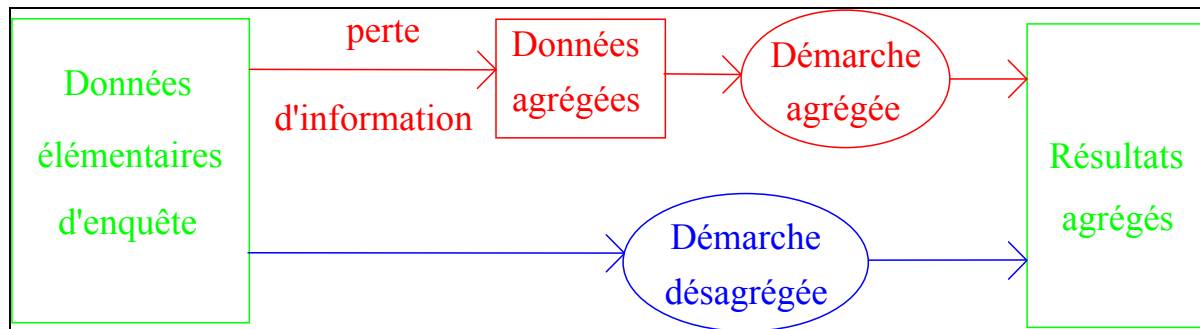 Données
élémentaires
d'enquête
perte
d'information
Données
agrégées
Démarche
agrégée
Démarche
désagrégée
Résultats
agrégés